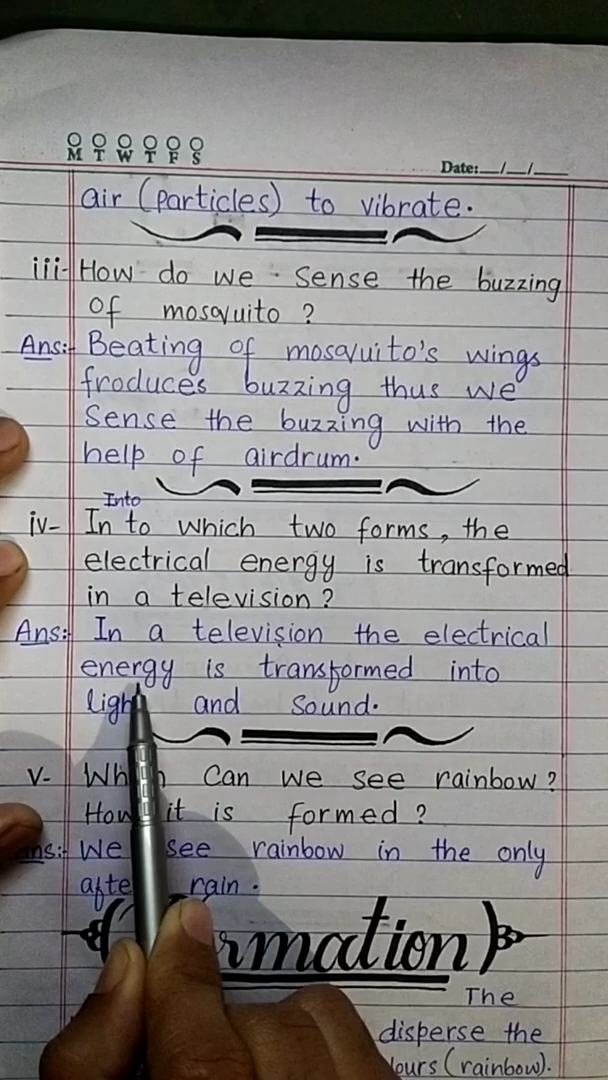 M T W T F S
Date:__/__/__
air (particles) to vibrate.
iii- How do we sense the buzzing
of mosquito ?
Ans:- Beating of mosquito's wings
froduces buzzing thus we
Sense the buzzing with the
help of airdrum.
Into
iv- In to which two forms, the
electrical energy is transformed
in a television ?
Ans:- In a television the electrical
energy is transformed into
and sound.
v- can we see rainbow ?
it is formed ?
We see rainbow in the only
rain.
The
disperse the
(rainbow).